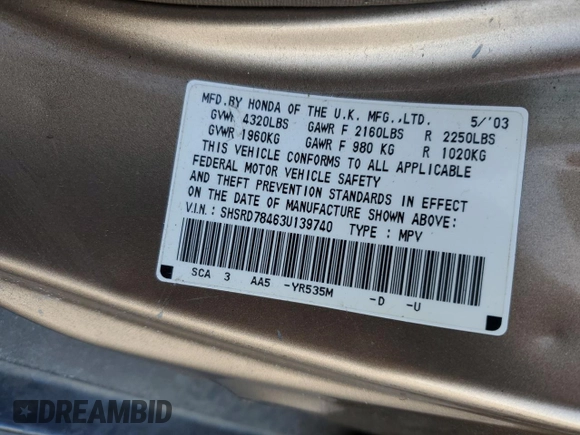 MFD.BY HONDA OF THE U.K. MFG.,LTD. 5/'03
GVWR 4320LBS GAWR F 2160LBS R 2250LBS
GVWR 1960KG GAWR F 980 KG R 1020KG
THIS VEHICLE CONFORMS TO ALL APPLICABLE
FEDERAL MOTOR VEHICLE SAFETY
AND THEFT PREVENTION STANDARDS IN EFFECT
ON THE DATE OF MANUFACTURE SHOWN ABOVE:
V.I.N.: SHSRD78463U139740 TYPE : MPV
SCA 3 AA5 -YR535M -D -U
DREAMBID